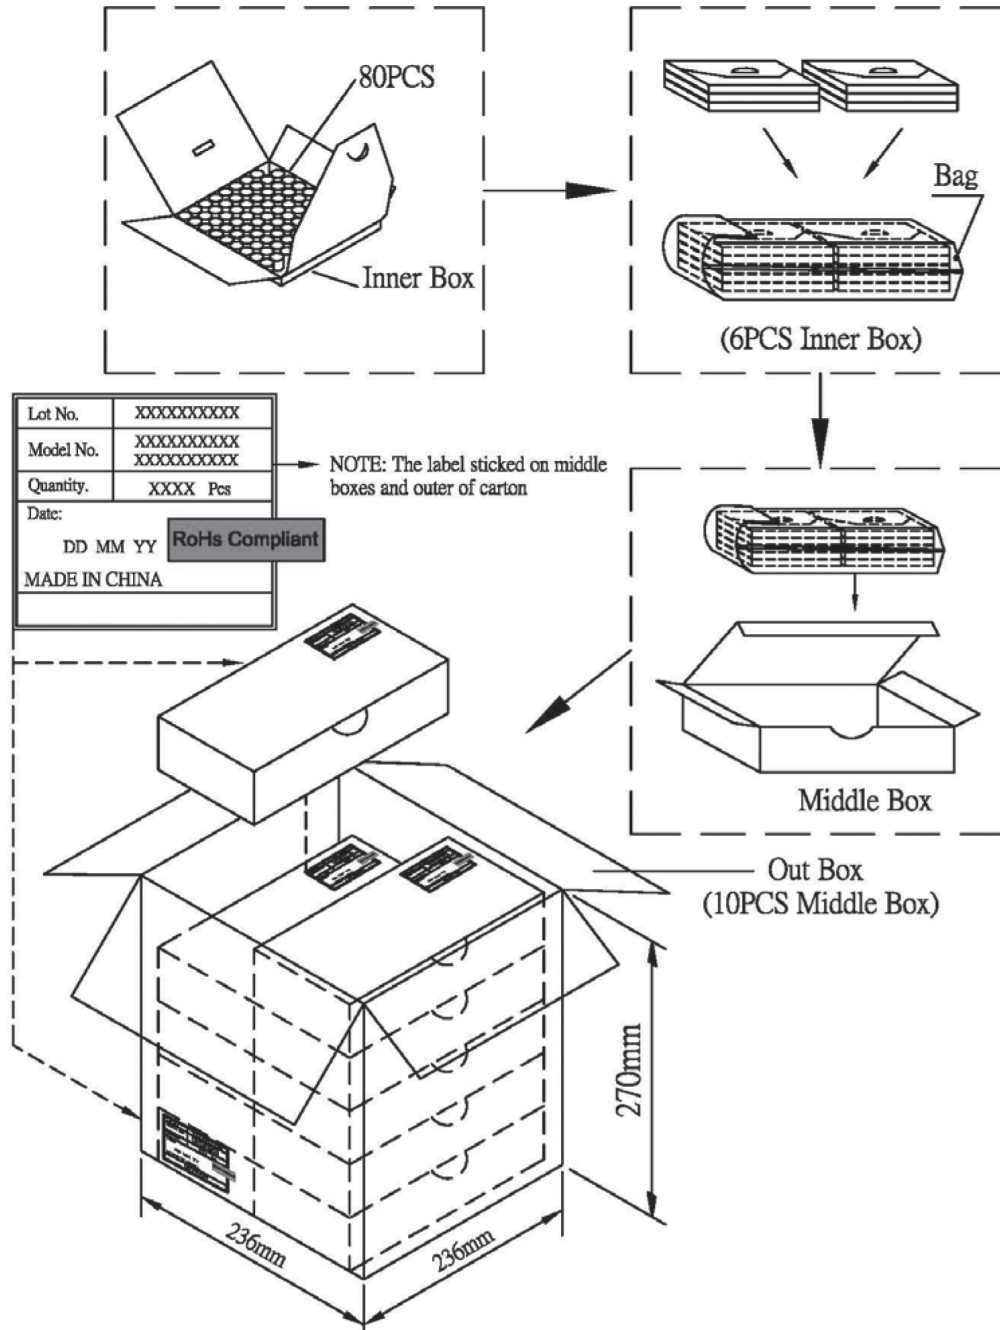 80PCS
Inner Box
Bag
(6PCS Inner Box)
Lot No. XXXXXXXXXX
Model No. XXXXXXXXXX
XXXXXXXXXX
Quantity. XXXX Pcs
Date:
DD MM YY
RoHs Compliant
MADE IN CHINA
NOTE: The label sticked on middle
boxes and outer of carton
Middle Box
Out Box
(10PCS Middle Box)
270mm
236mm
236mm